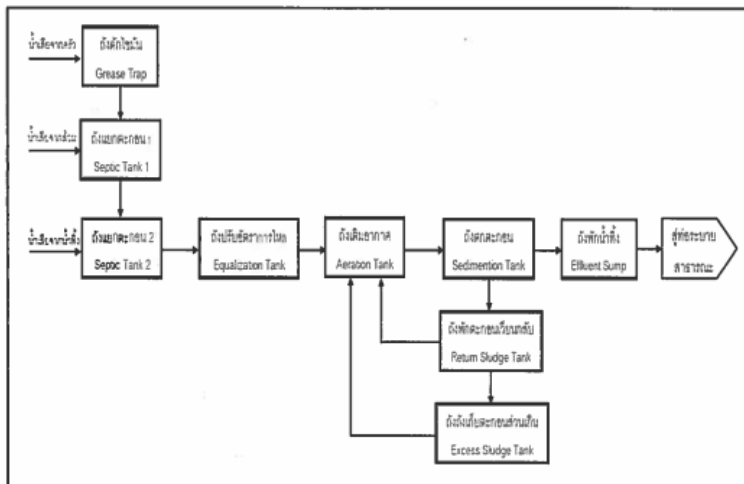 น้ำเสียจากครัว
ถังดักไขมัน
Grease Trap
น้ำเสียจากส้วม
ถังแยกตะกอน 1
Septic Tank 1
น้ำเสียจากน้ำทิ้ง
ถังแยกตะกอน 2
Septic Tank 2
ถังปรับอัตราการไหล
Equalization Tank
ถังเติมอากาศ
Aeration Tank
ถังตกตะกอน
Sedimention Tank
ถังพักน้ำทิ้ง
Effluent Sump
สู่ท่อระบาย
สาธารณะ
ถังพักตะกอนเวียนกลับ
Return Sludge Tank
ถังถังเก็บตะกอนส่วนเกิน
Excess Sludge Tank